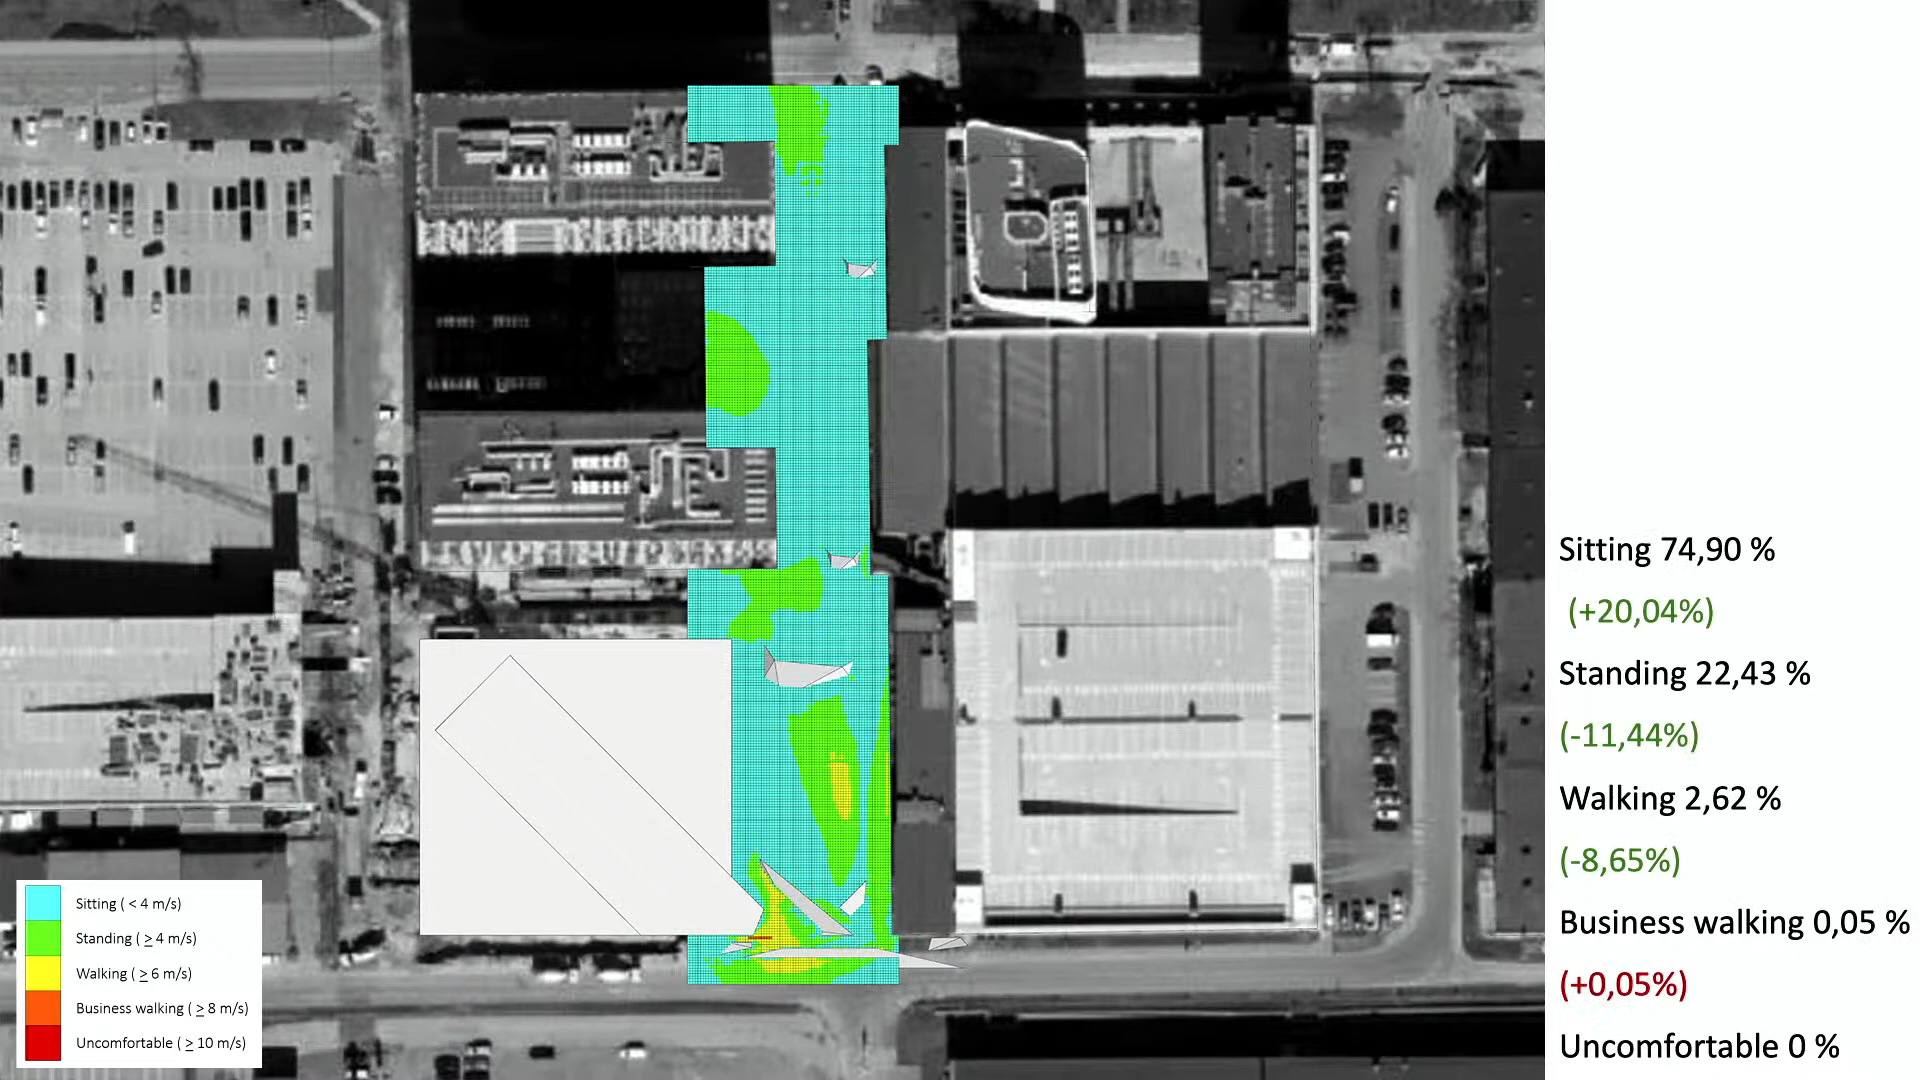 Sitting 74,90 %
(+20,04%)
Standing 22,43 %
(-11,44%)
Walking 2,62 %
(-8,65%)
Business walking 0,05 %
(+0,05%)
Uncomfortable 0 %
Sitting ( < 4 m/s)
Standing ( ≥ 4 m/s)
Walking ( ≥ 6 m/s)
Business walking ( ≥ 8 m/s)
Uncomfortable ( ≥ 10 m/s)